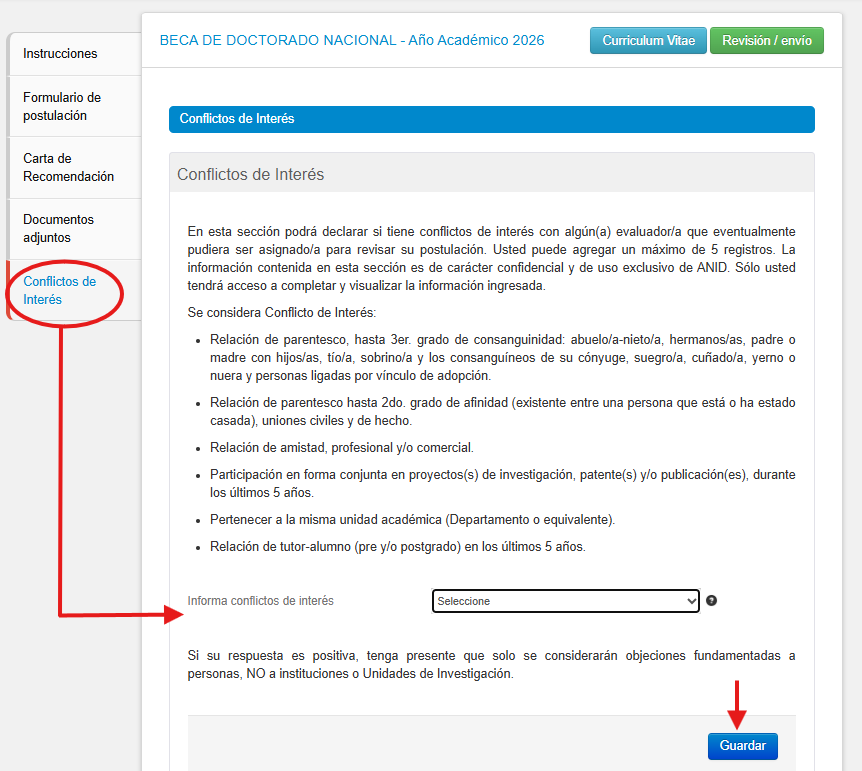 BECA DE DOCTORADO NACIONAL - Año Académico 2026
Curriculum Vitae
Revisión / envío
Instrucciones
Formulario de
postulación
Carta de
Recomendación
Documentos
adjuntos
Conflictos de
Interés
Conflictos de Interés
Conflictos de Interés
En esta sección podrá declarar si tiene conflictos de interés con algún(a) evaluador/a que eventualmente
pudiera ser asignado/a para revisar su postulación. Usted puede agregar un máximo de 5 registros. La
información contenida en esta sección es de carácter confidencial y de uso exclusivo de ANID. Sólo usted
tendrá acceso a completar y visualizar la información ingresada.
Se considera Conflicto de Interés:
• Relación de parentesco, hasta 3er. grado de consanguinidad: abuelo/a-nieto/a, hermanos/as, padre o
madre con hijos/as, tío/a, sobrino/a y los consanguíneos de su cónyuge, suegro/a, cuñado/a, yerno o
nuera y personas ligadas por vínculo de adopción.
• Relación de parentesco hasta 2do. grado de afinidad (existente entre una persona que está o ha estado
casada), uniones civiles y de hecho.
• Relación de amistad, profesional y/o comercial.
• Participación en forma conjunta en proyectos(s) de investigación, patente(s) y/o publicación(es), durante
los últimos 5 años.
• Pertenecer a la misma unidad académica (Departamento o equivalente).
• Relación de tutor-alumno (pre y/o postgrado) en los últimos 5 años.
Informa conflictos de interés
Seleccione
?
Si su respuesta es positiva, tenga presente que solo se considerarán objeciones fundamentadas a
personas, NO a instituciones o Unidades de Investigación.
Guardar